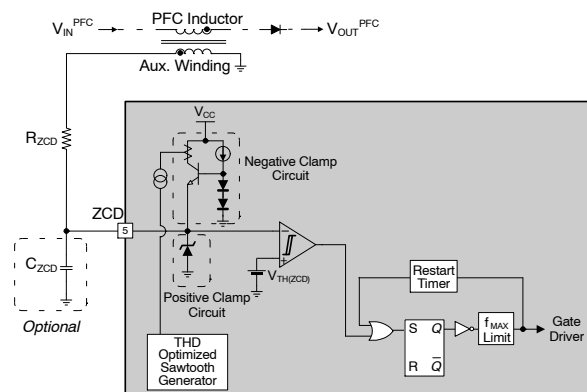 PFC Inductor
V_IN^PFC
V_OUT^PFC
Aux. Winding
R_ZCD
V_CC
Negative Clamp
Circuit
ZCD
5
C_ZCD
V_TH(ZCD)
Positive Clamp
Circuit
Optional
Restart
Timer
THD
Optimized
Sawtooth
Generator
S Q
R Q̅
f_MAX
Limit
Gate
Driver